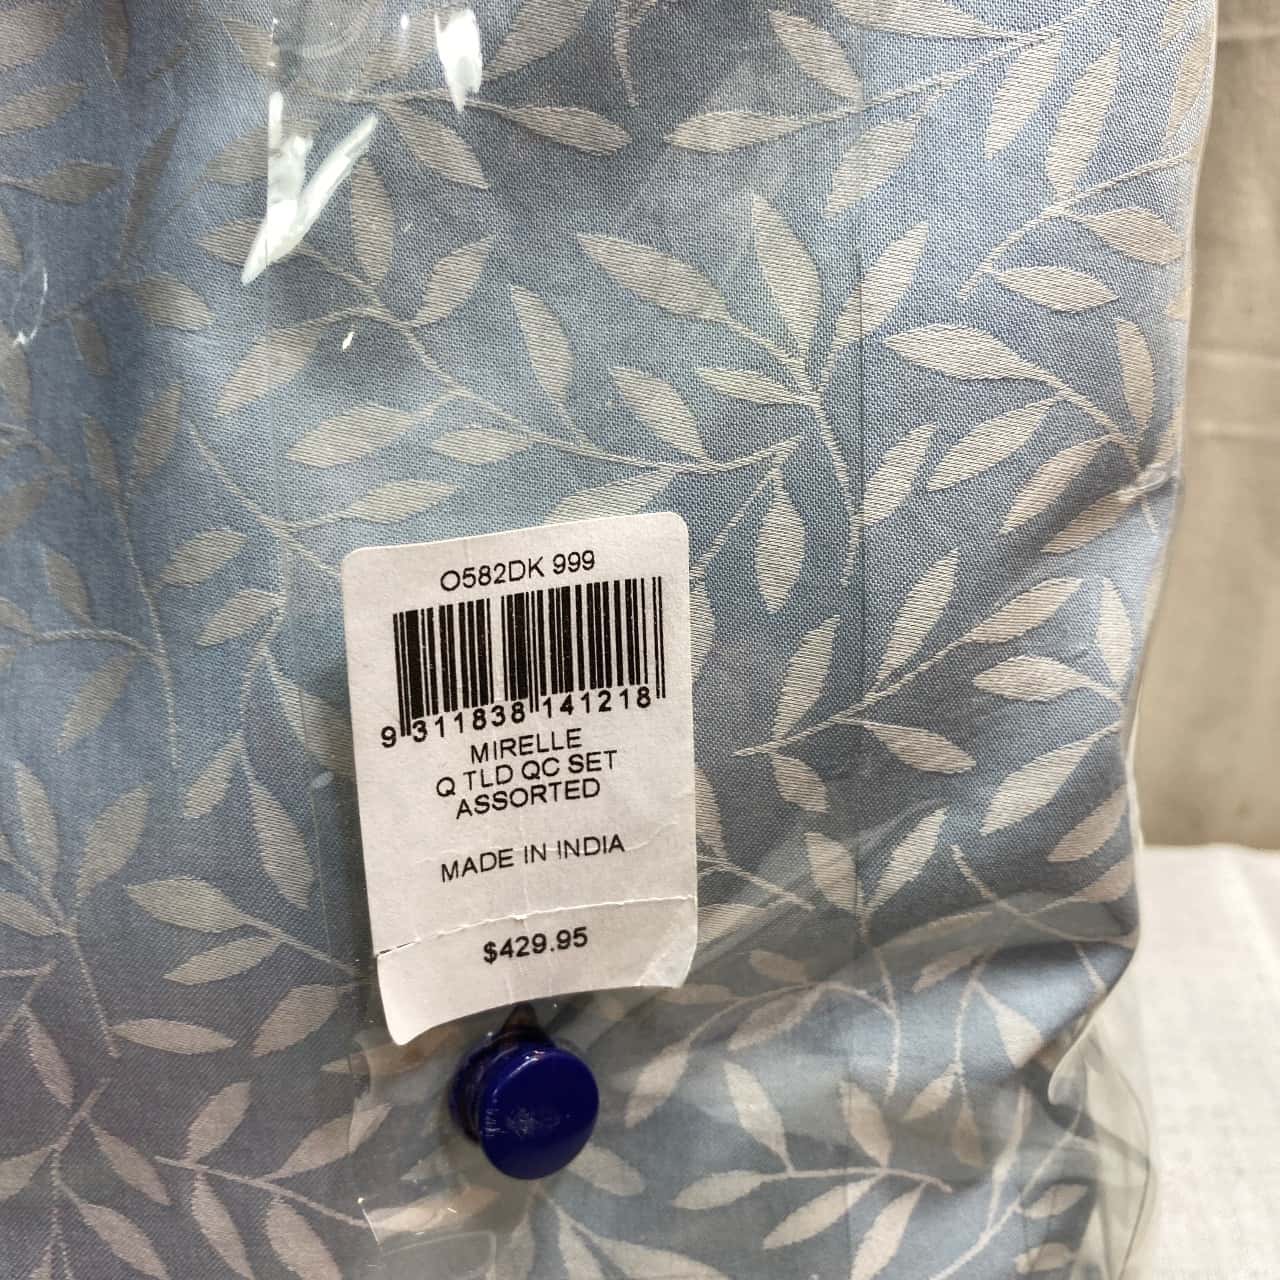 O582DK 999
9 311838 141218
MIRELLE
Q TLD QC SET
ASSORTED
MADE IN INDIA
$429.95